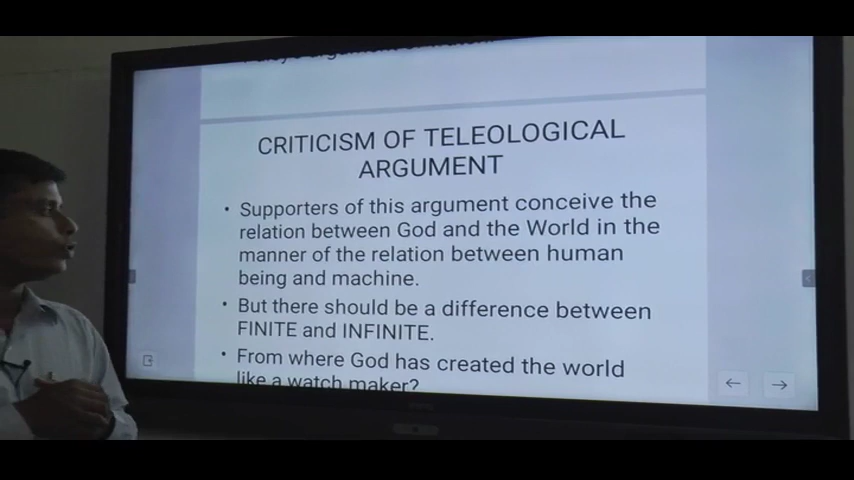 CRITICISM OF TELEOLOGICAL
ARGUMENT
• Supporters of this argument conceive the
relation between God and the World in the
manner of the relation between human
being and machine.
• But there should be a difference between
FINITE and INFINITE.
• From where God has created the world
like a watch maker?